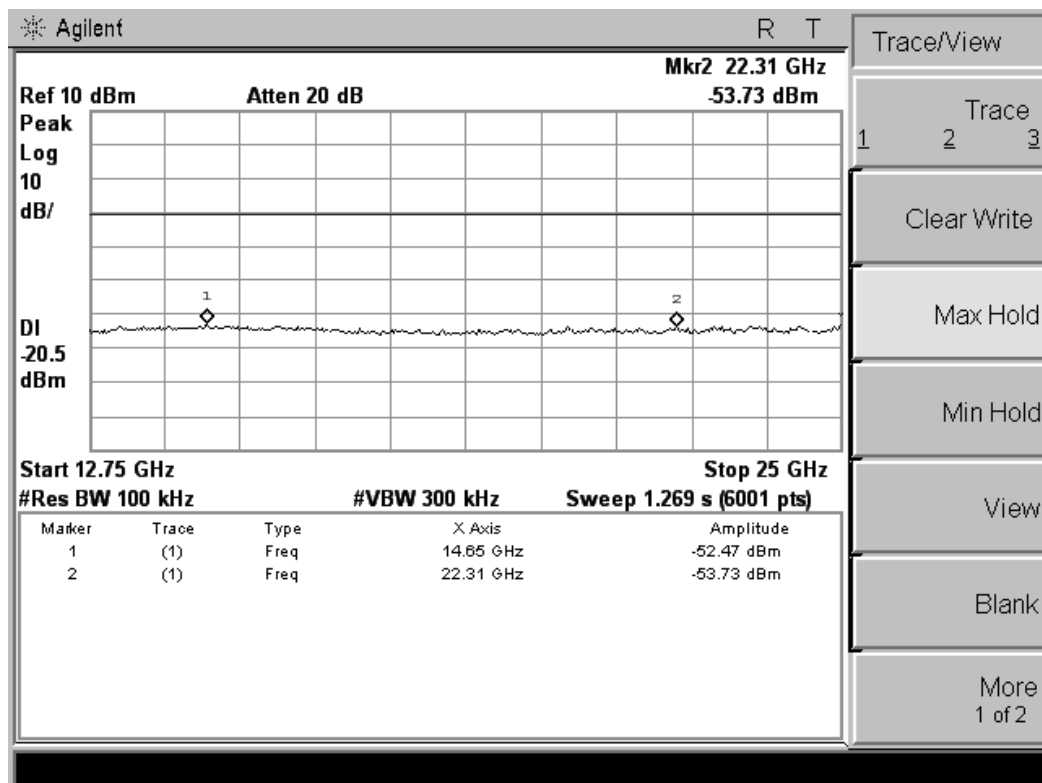 Agilent R T
Mkr2 22.31 GHz
Ref 10 dBm Atten 20 dB -53.73 dBm
Peak
Log
10
dB/
1
2
DI
-20.5
dBm
Start 12.75 GHz Stop 25 GHz
#Res BW 100 kHz #VBW 300 kHz Sweep 1.269 s (6001 pts)
Marker Trace Type X Axis Amplitude
1 (1) Freq 14.65 GHz -52.47 dBm
2 (1) Freq 22.31 GHz -53.73 dBm
Trace/View
Trace
1 2 3
Clear Write
Max Hold
Min Hold
View
Blank
More
1 of 2